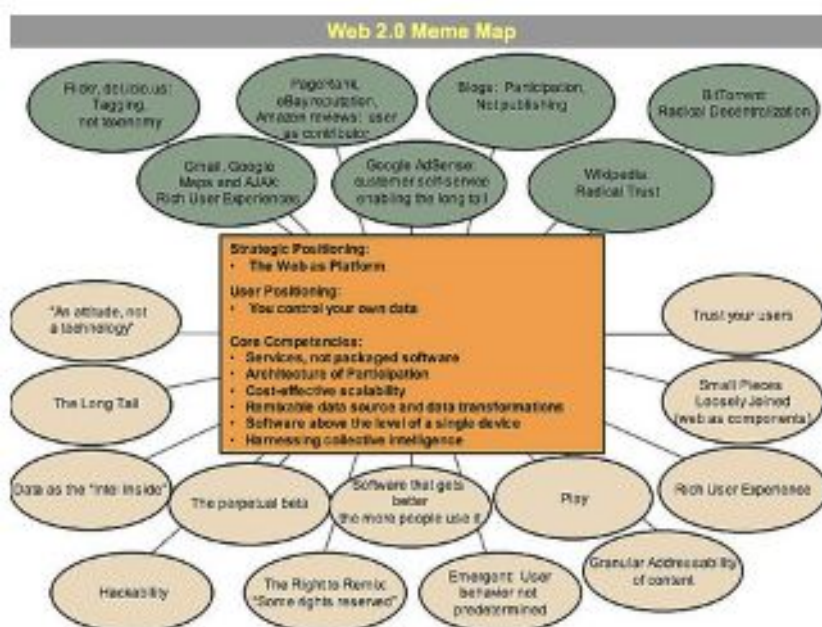 Web 2.0 Meme Map
Flickr, del.icio.us:
Tagging,
not taxonomy
PageRank,
eBay reputation,
Amazon reviews: user
as contributor
Blogs: Participation,
Not publishing
BitTorrent:
Radical Decentralization
Gmail, Google
Maps and AJAX:
Rich User Experiences
Google AdSense:
customer self-service
enabling the long tail
Wikipedia:
Radical Trust
Strategic Positioning:
• The Web as Platform
User Positioning:
• You control your own data
Core Competencies:
• Services, not packaged software
• Architecture of Participation
• Cost-effective scalability
• Remixable data source and data transformations
• Software above the level of a single device
• Harnessing collective intelligence
"An attitude, not
a technology"
Trust your users
The Long Tail
Small Pieces
Loosely Joined
(web as components)
Data as the "Intel Inside"
The perpetual beta
Software that gets
better
the more people use it
Play
Rich User Experience
Hackability
The Right to Remix:
"Some rights reserved"
Emergent: User
behavior not
predetermined
Granular Addressability
of content